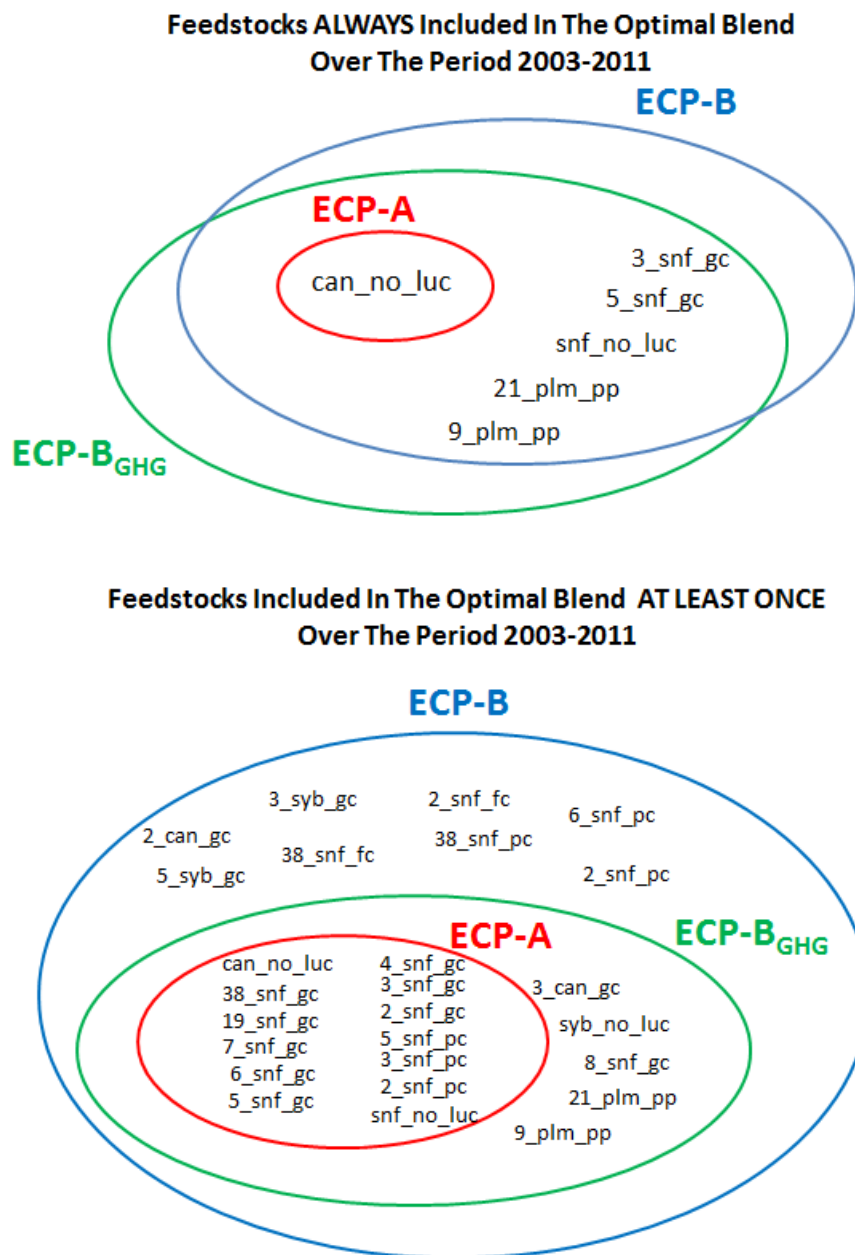 Feedstocks ALWAYS Included In The Optimal Blend
Over The Period 2003-2011
ECP-B
ECP-A
can_no_luc
3_snf_gc
5_snf_gc
snf_no_luc
21_plm_pp
9_plm_pp
ECP-BGHG
Feedstocks Included In The Optimal Blend AT LEAST ONCE
Over The Period 2003-2011
ECP-B
3_syb_gc
2_snf_fc
6_snf_pc
2_can_gc
38_snf_fc
38_snf_pc
5_syb_gc
2_snf_pc
ECP-A
ECP-BGHG
can_no_luc
38_snf_gc
19_snf_gc
7_snf_gc
6_snf_gc
5_snf_gc
4_snf_gc
3_snf_gc
2_snf_gc
5_snf_pc
3_snf_pc
2_snf_pc
snf_no_luc
3_can_gc
syb_no_luc
8_snf_gc
21_plm_pp
9_plm_pp